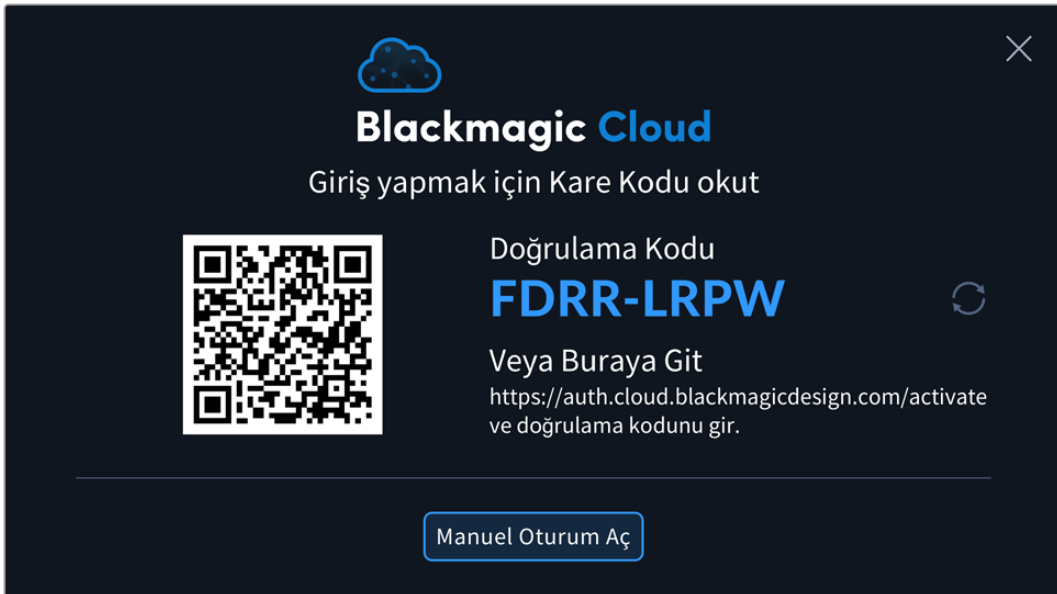 Blackmagic Cloud
Giriş yapmak için Kare Kodu okut
Doğrulama Kodu
FDRR-LRPW
Veya Buraya Git
https://auth.cloud.blackmagicdesign.com/activate
ve doğrulama kodunu gir.
Manuel Oturum Aç